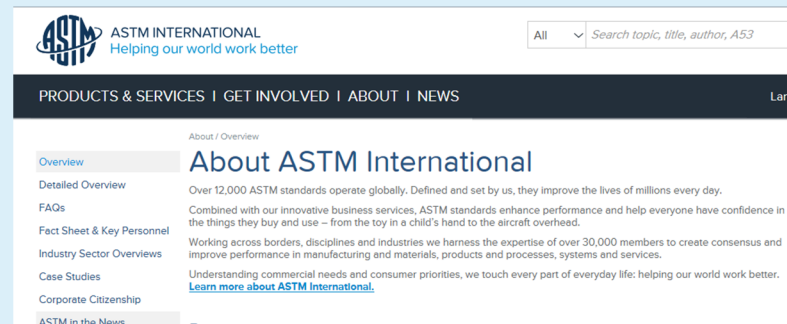 ASTM
ASTM INTERNATIONAL
Helping our world work better
All
Search topic, title, author, A53
PRODUCTS & SERVICES | GET INVOLVED | ABOUT | NEWS
Lan
About / Overview
Overview
About ASTM International
Detailed Overview
Over 12,000 ASTM standards operate globally. Defined and set by us, they improve the lives of millions every day.
FAQs
Combined with our innovative business services, ASTM standards enhance performance and help everyone have confidence in
the things they buy and use – from the toy in a child's hand to the aircraft overhead.
Fact Sheet & Key Personnel
Working across borders, disciplines and industries we harness the expertise of over 30,000 members to create consensus and
improve performance in manufacturing and materials, products and processes, systems and services.
Industry Sector Overviews
Case Studies
Understanding commercial needs and consumer priorities, we touch every part of everyday life: helping our world work better.
Learn more about ASTM International.
Corporate Citizenship
ASTM in the News